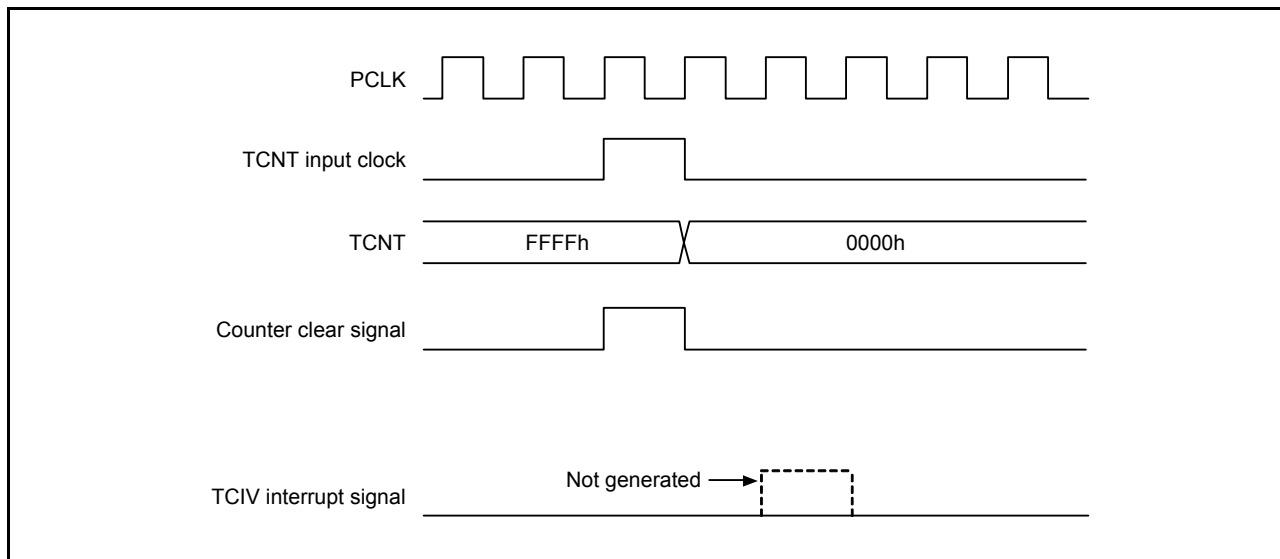 PCLK
TCNT input clock
TCNT
FFFFh
0000h
Counter clear signal
Not generated
TCIV interrupt signal